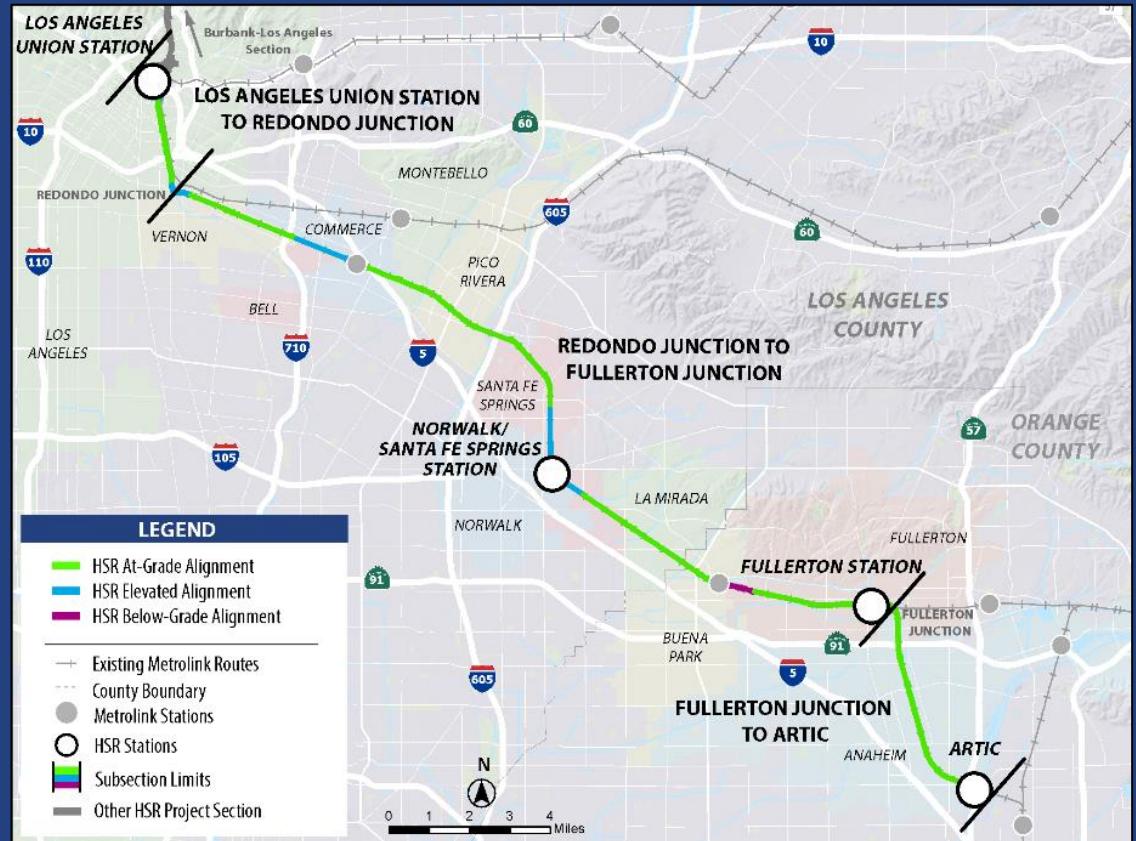 LOS ANGELES
UNION STATION
Burbank-Los Angeles
Section
10
LOS ANGELES UNION STATION
TO REDONDO JUNCTION
10
60
MONTEBELLO
REDONDO JUNCTION
605
VERNON
COMMERCE
60
110
PICO
RIVERA
LOS ANGELES
COUNTY
BELL
LOS
ANGELES
710
5
REDONDO JUNCTION TO
FULLERTON JUNCTION
SANTA FE
SPRINGS
57
ORANGE
COUNTY
NORWALK/
SANTA FE SPRINGS
STATION
105
LA MIRADA
NORWALK
FULLERTON
FULLERTON STATION
91
FULLERTON
JUNCTION
BUENA
PARK
91
605
5
FULLERTON JUNCTION
TO ARTIC
ANAHEIM
ARTIC
LEGEND
HSR At-Grade Alignment
HSR Elevated Alignment
HSR Below-Grade Alignment
Existing Metrolink Routes
County Boundary
Metrolink Stations
HSR Stations
Subsection Limits
Other HSR Project Section
N
0 1 2 3 4
Miles